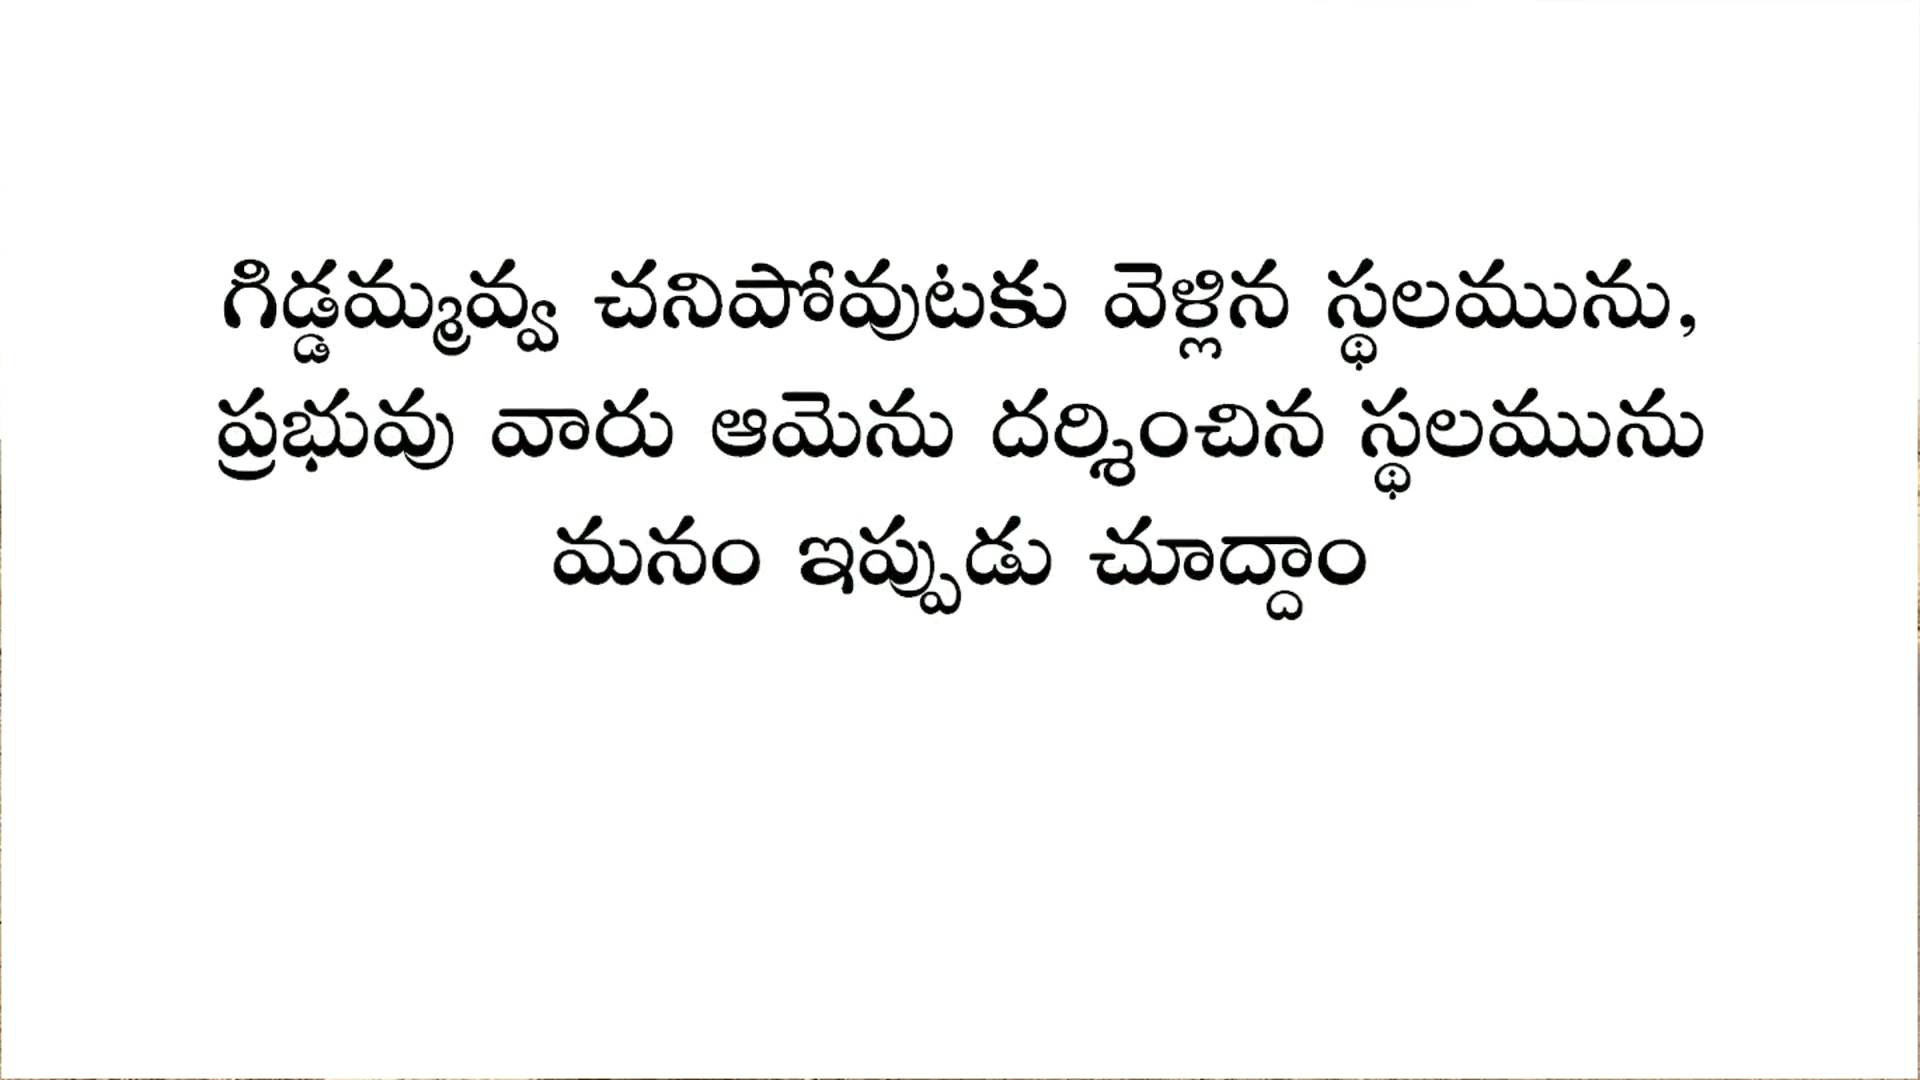 గిడ్డమ్మవ్వ చనిపోవుటకు వెళ్లిన స్థలమును,
ప్రభువు వారు ఆమెను దర్శించిన స్థలమును
మనం ఇప్పుడు చూద్దాం